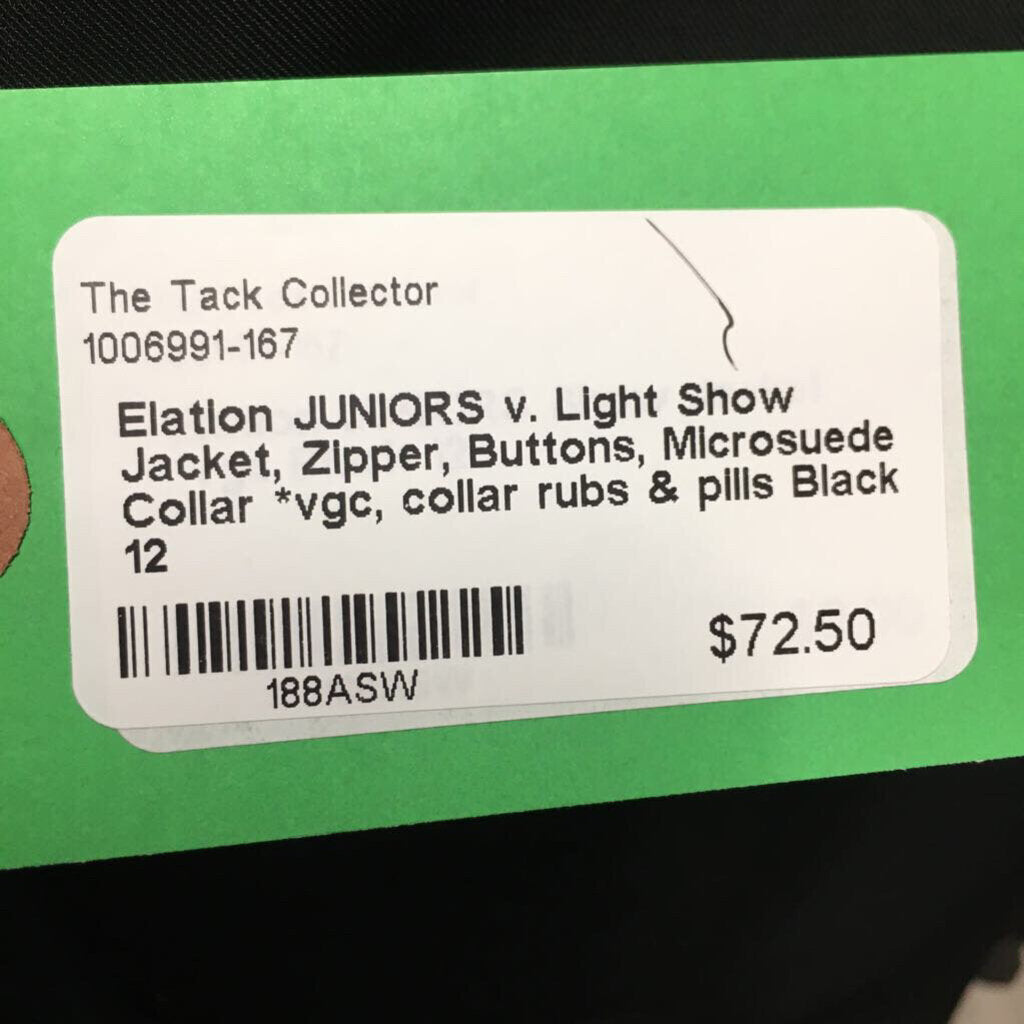 The Tack Collector
1006991-167
Elation JUNIORS v. Light Show
Jacket, Zipper, Buttons, Microsuede
Collar *vgc, collar rubs & pills Black
12
188ASW
$72.50